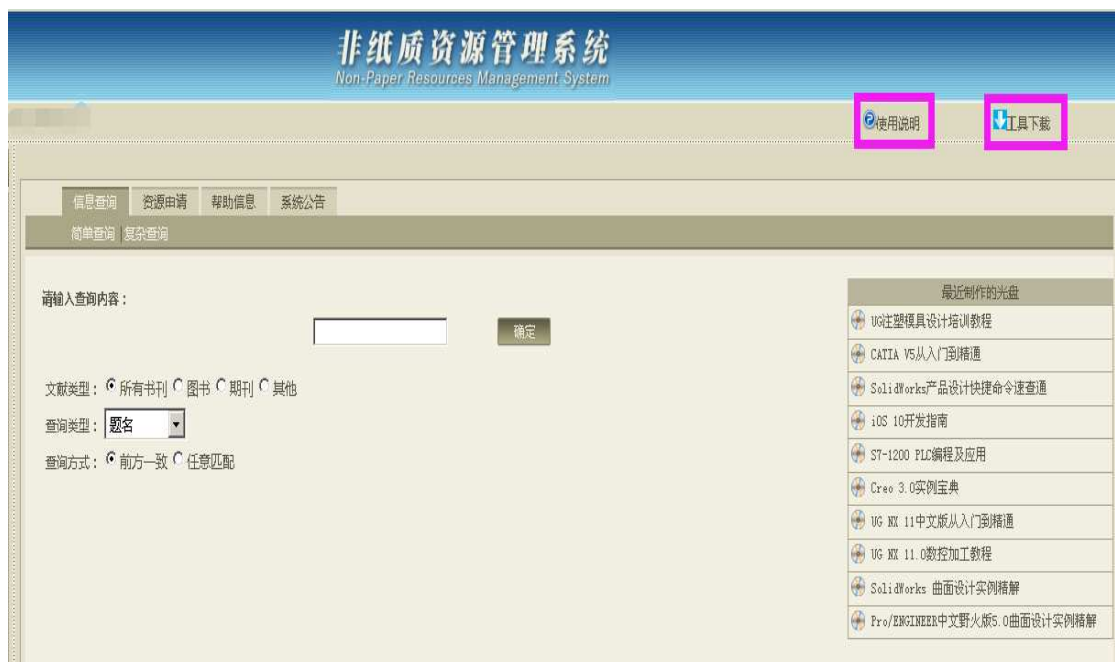 非纸质资源管理系统
Non-Paper Resources Management System
使用说明 工具下载
信息查询 资源申请 帮助信息 系统公告
简单查询|复杂查询
请输入查询内容：
确定
文献类型： 所有书刊 图书 期刊 其他
查询类型： 题名
查询方式： 前方一致 任意匹配
最近制作的光盘
UG注塑模具设计培训教程
CATIA V5从入门到精通
SolidWorks产品设计快捷命令速查通
iOS 10开发指南
S7-1200 PLC编程及应用
Creo 3.0实例宝典
UG NX 11中文版从入门到精通
UG NX 11.0数控加工教程
SolidWorks 曲面设计实例精解
Pro/ENGINEER中文野火版5.0曲面设计实例精解